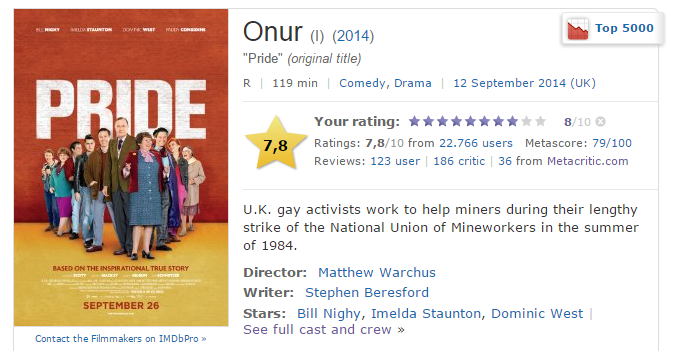 BILL NIGHY IMELDA STAUNTON DOMINIC WEST PADDY CONSIDINE
PRIDE
BASED ON THE INSPIRATIONAL TRUE STORY
SEPTEMBER 26
Contact the Filmmakers on IMDbPro »
Onur (I) (2014)
Top 5000
"Pride" (original title)
R | 119 min | Comedy, Drama | 12 September 2014 (UK)
7,8
Your rating: 8/10
Ratings: 7,8/10 from 22.766 users Metascore: 79/100
Reviews: 123 user | 186 critic | 36 from Metacritic.com
U.K. gay activists work to help miners during their lengthy
strike of the National Union of Mineworkers in the summer
of 1984.
Director: Matthew Warchus
Writer: Stephen Beresford
Stars: Bill Nighy, Imelda Staunton, Dominic West |
See full cast and crew »